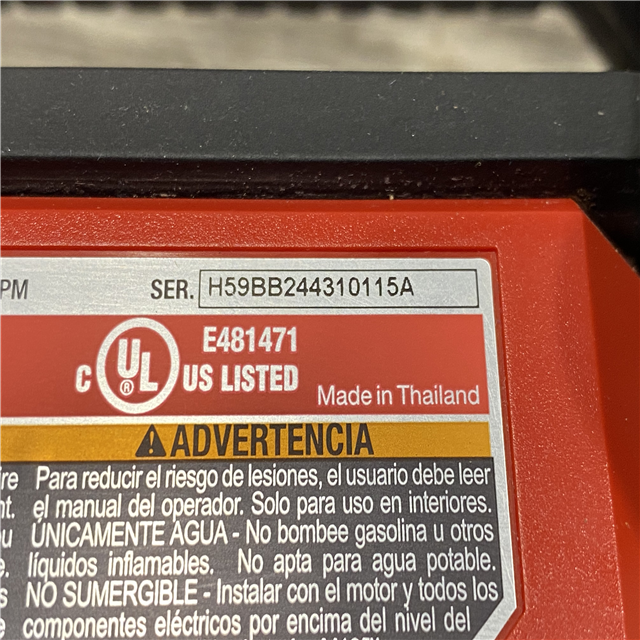 PM SER. H59BB244310115A
E481471
C UL ® US LISTED
Made in Thailand
ADVERTENCIA
Para reducir el riesgo de lesiones, el usuario debe leer
el manual del operador. Solo para uso en interiores.
ÚNICAMENTE AGUA - No bombee gasolina u otros
líquidos inflamables. No apta para agua potable.
NO SUMERGIBLE - Instalar con el motor y todos los
componentes eléctricos por encima del nivel del